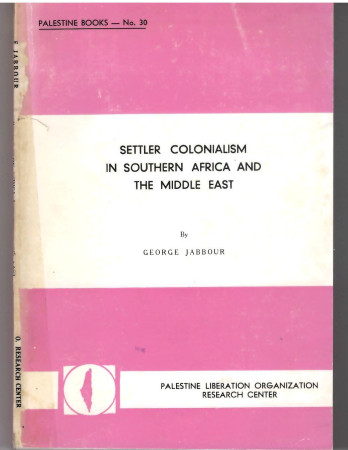 PALESTINE BOOKS — No. 30
SETTLER COLONIALISM
IN SOUTHERN AFRICA AND
THE MIDDLE EAST
By
GEORGE JABBOUR
PALESTINE LIBERATION ORGANIZATION
RESEARCH CENTER
JABBOUR
O. RESEARCH CENTER